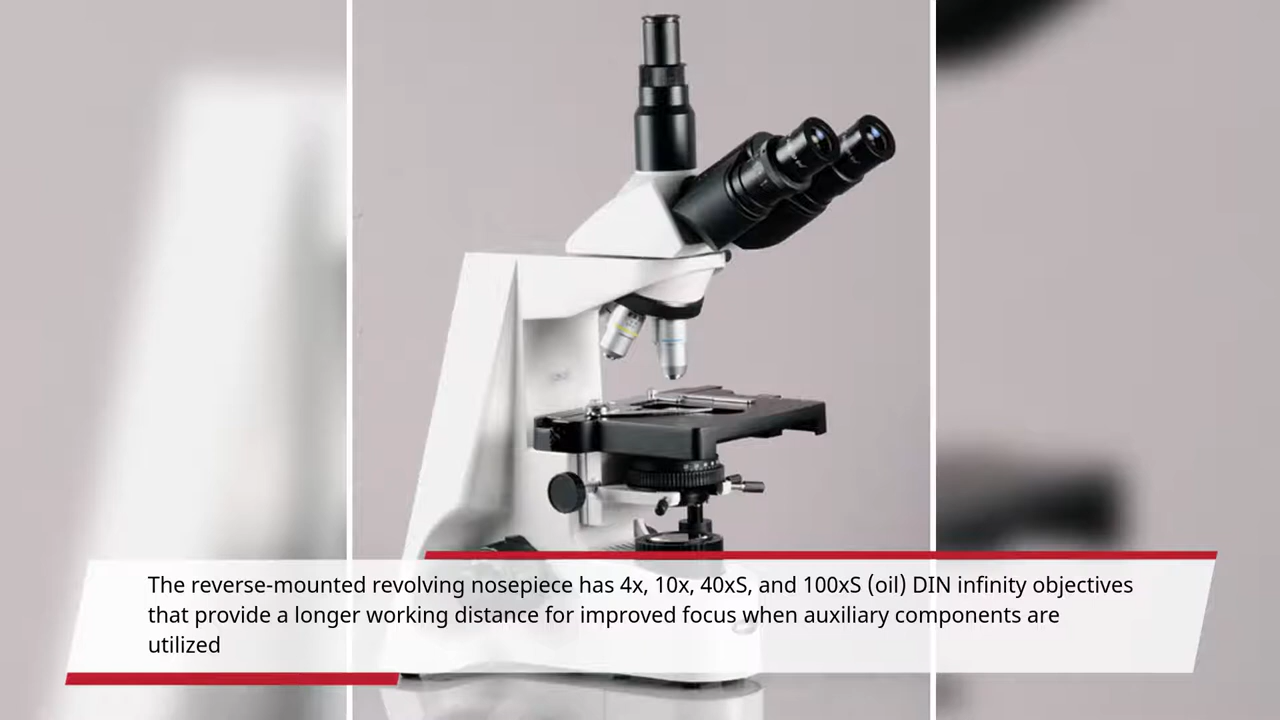 The reverse-mounted revolving nosepiece has 4x, 10x, 40xS, and 100xS (oil) DIN infinity objectives
that provide a longer working distance for improved focus when auxiliary components are
utilized